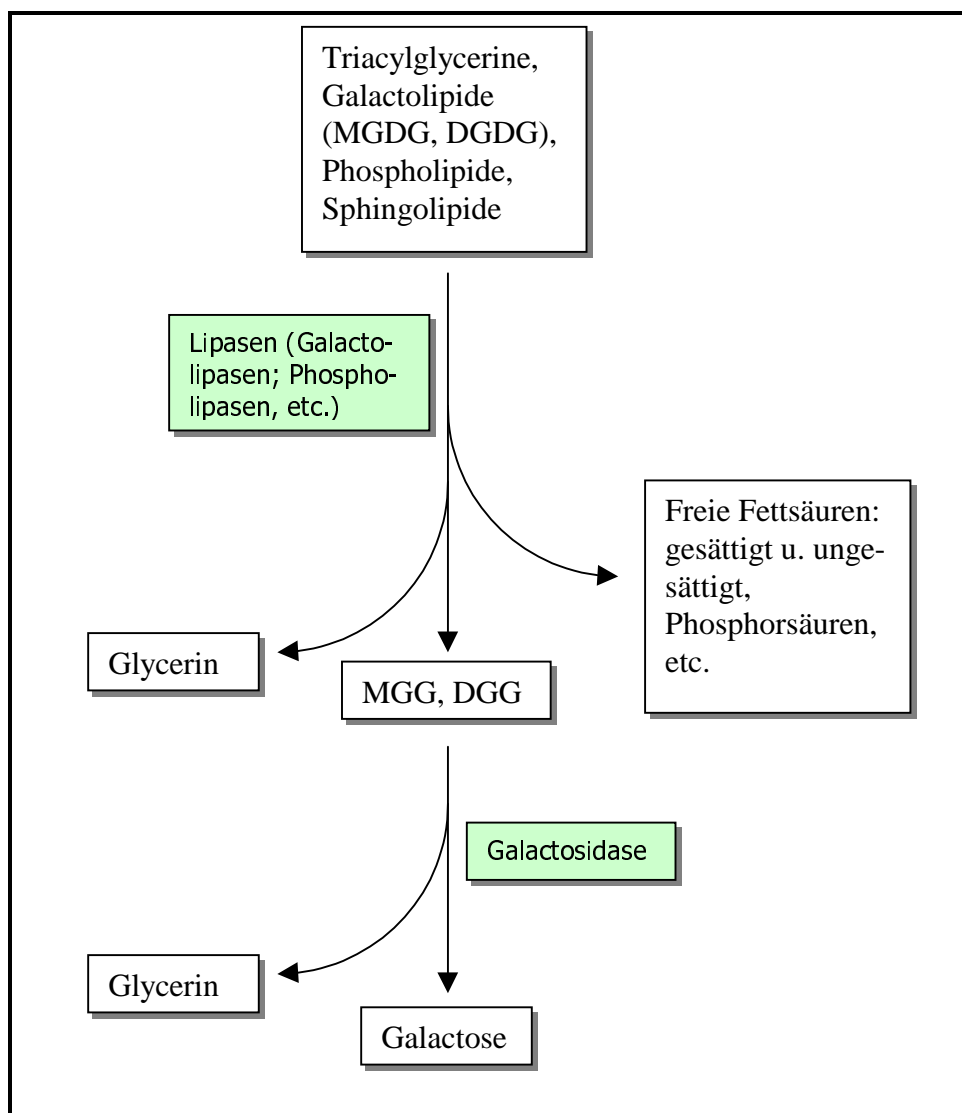 Triacylglycerine,
Galactolipide
(MGDG, DGDG),
Phospholipide,
Sphingolipide
Lipasen (Galacto-
lipasen; Phospho-
lipasen, etc.)
Freie Fettsäuren:
gesättigt u. unge-
sättigt,
Phosphorsäuren,
etc.
Glycerin
MGG, DGG
Galactosidase
Glycerin
Galactose